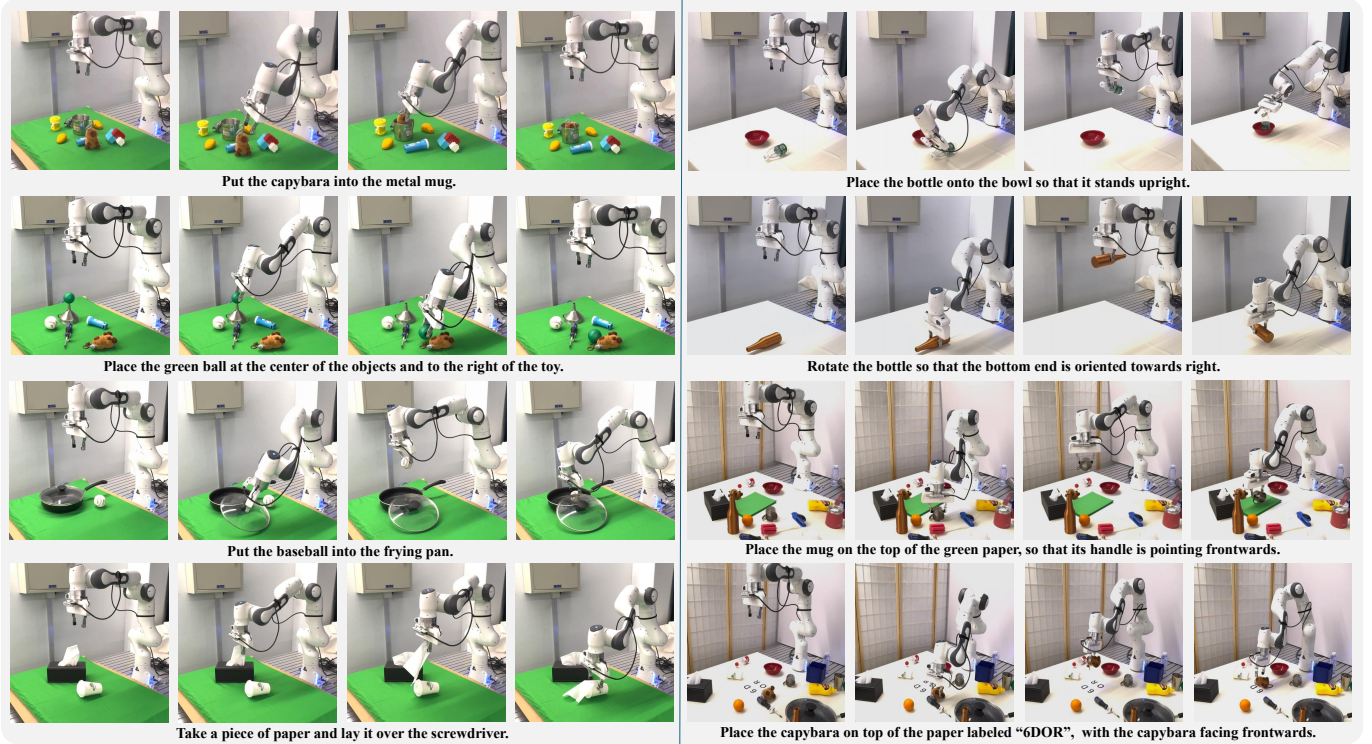 Put the capybara into the metal mug.
Place the bottle onto the bowl so that it stands upright.
Place the green ball at the center of the objects and to the right of the toy.
Rotate the bottle so that the bottom end is oriented towards right.
Put the baseball into the frying pan.
Place the mug on the top of the green paper, so that its handle is pointing frontwards.
Take a piece of paper and lay it over the screwdriver.
Place the capybara on top of the paper labeled “6DOR”, with the capybara facing frontwards.